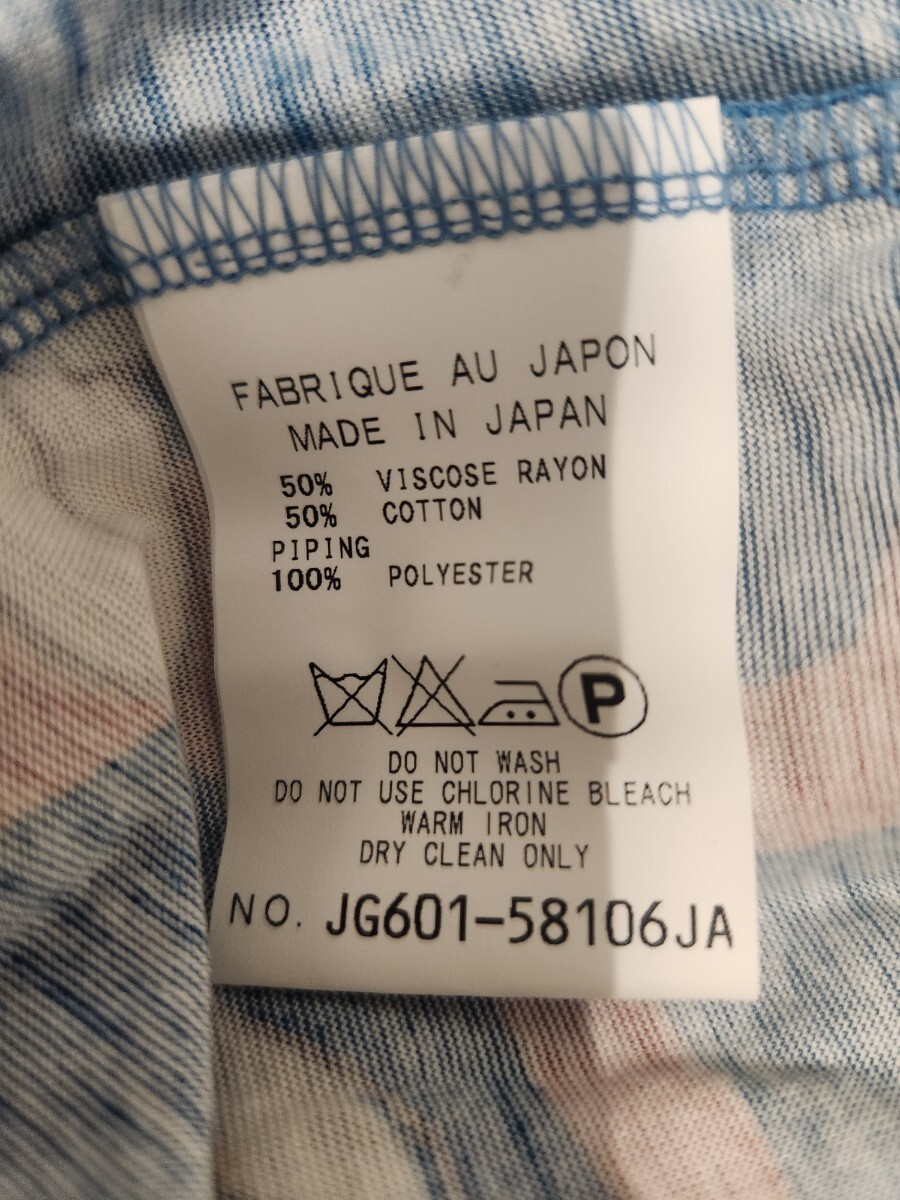 FABRIQUE AU JAPON
MADE IN JAPAN
50% VISCOSE RAYON
50% COTTON
PIPING
100% POLYESTER
P
DO NOT WASH
DO NOT USE CHLORINE BLEACH
WARM IRON
DRY CLEAN ONLY
NO. JG601-58106JA